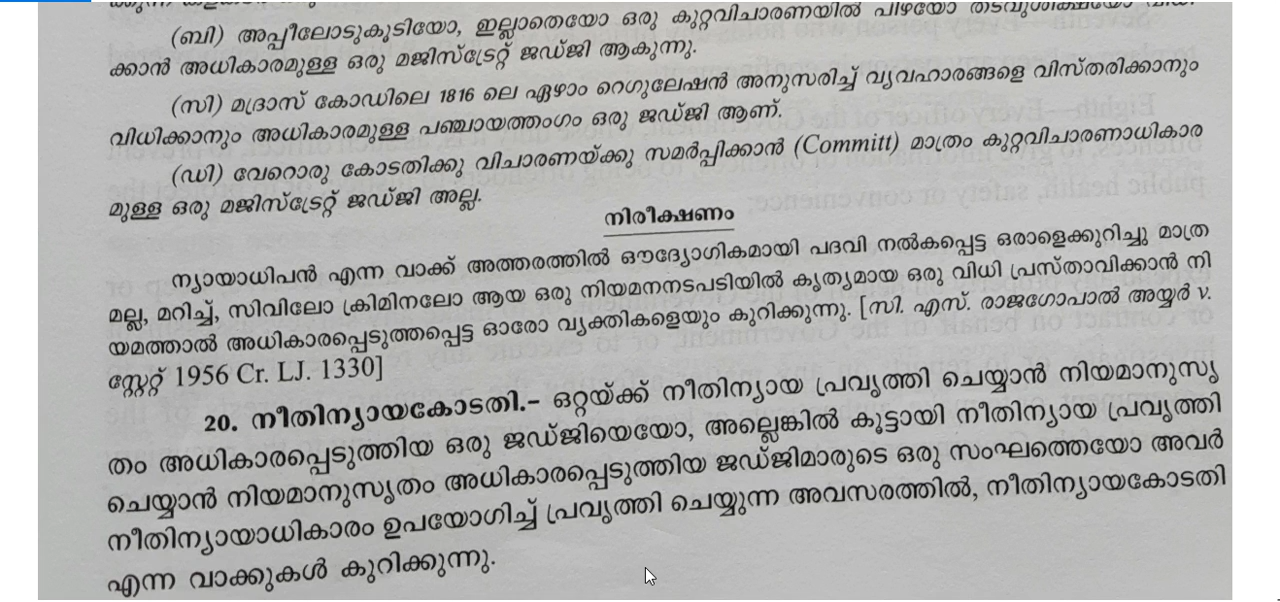 (ബി) അപ്പീലോടുകൂടിയോ, ഇല്ലാതെയോ ഒരു കുറ്റവിചാരണയിൽ പിഴയോ തടവുശിക്ഷയോ വിധി
ക്കാൻ അധികാരമുള്ള ഒരു മജിസ്ട്രേറ്റ് ജഡ്ജി ആകുന്നു.
(സി) മദ്രാസ് കോഡിലെ 1816 ലെ ഏഴാം റെഗുലേഷൻ അനുസരിച്ച് വ്യവഹാരങ്ങളെ വിസ്തരിക്കാനും
വിധിക്കാനും അധികാരമുള്ള പഞ്ചായത്തംഗം ഒരു ജഡ്ജി ആണ്.
(ഡി) വേറൊരു കോടതിക്കു വിചാരണയ്ക്കു സമർപ്പിക്കാൻ (Committ) മാത്രം കുറ്റവിചാരണാധികാര
മുള്ള ഒരു മജിസ്ട്രേറ്റ് ജഡ്ജി അല്ല.
നിരീക്ഷണം
ന്യായാധിപൻ എന്ന വാക്ക് അത്തരത്തിൽ ഔദ്യോഗികമായി പദവി നൽകപ്പെട്ട ഒരാളെക്കുറിച്ചു മാത്ര
മല്ല, മറിച്ച്, സിവിലോ ക്രിമിനലോ ആയ ഒരു നിയമനനടപടിയിൽ കൃത്യമായ ഒരു വിധി പ്രസ്താവിക്കാൻ നി
യമത്താൽ അധികാരപ്പെടുത്തപ്പെട്ട ഓരോ വ്യക്തികളെയും കുറിക്കുന്നു. [സി. എസ്. രാജഗോപാൽ അയ്യർ v.
സ്റ്റേറ്റ് 1956 Cr. LJ. 1330]
20. നീതിന്യായകോടതി.– ഒറ്റയ്ക്ക് നീതിന്യായ പ്രവൃത്തി ചെയ്യാൻ നിയമാനുസൃ
തം അധികാരപ്പെടുത്തിയ ഒരു ജഡ്ജിയെയോ, അല്ലെങ്കിൽ കൂട്ടായി നീതിന്യായ പ്രവൃത്തി
ചെയ്യാൻ നിയമാനുസൃതം അധികാരപ്പെടുത്തിയ ജഡ്ജിമാരുടെ ഒരു സംഘത്തെയോ അവർ
നീതിന്യായാധികാരം ഉപയോഗിച്ച് പ്രവൃത്തി ചെയ്യുന്ന അവസരത്തിൽ, നീതിന്യായകോടതി
എന്ന വാക്കുകൾ കുറിക്കുന്നു.